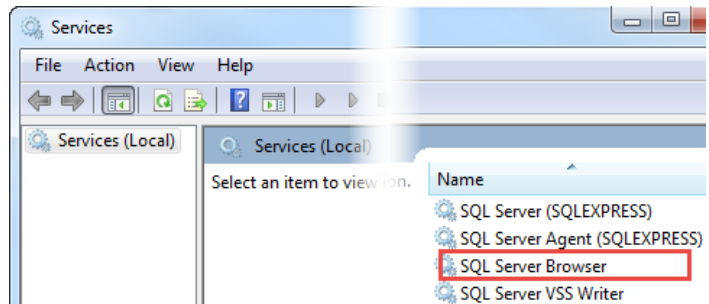 Services
File Action View Help
Services (Local)
Services (Local)
Select an item to view
Name
SQL Server (SQLEXPRESS)
SQL Server Agent (SQLEXPRESS)
SQL Server Browser
SQL Server VSS Writer